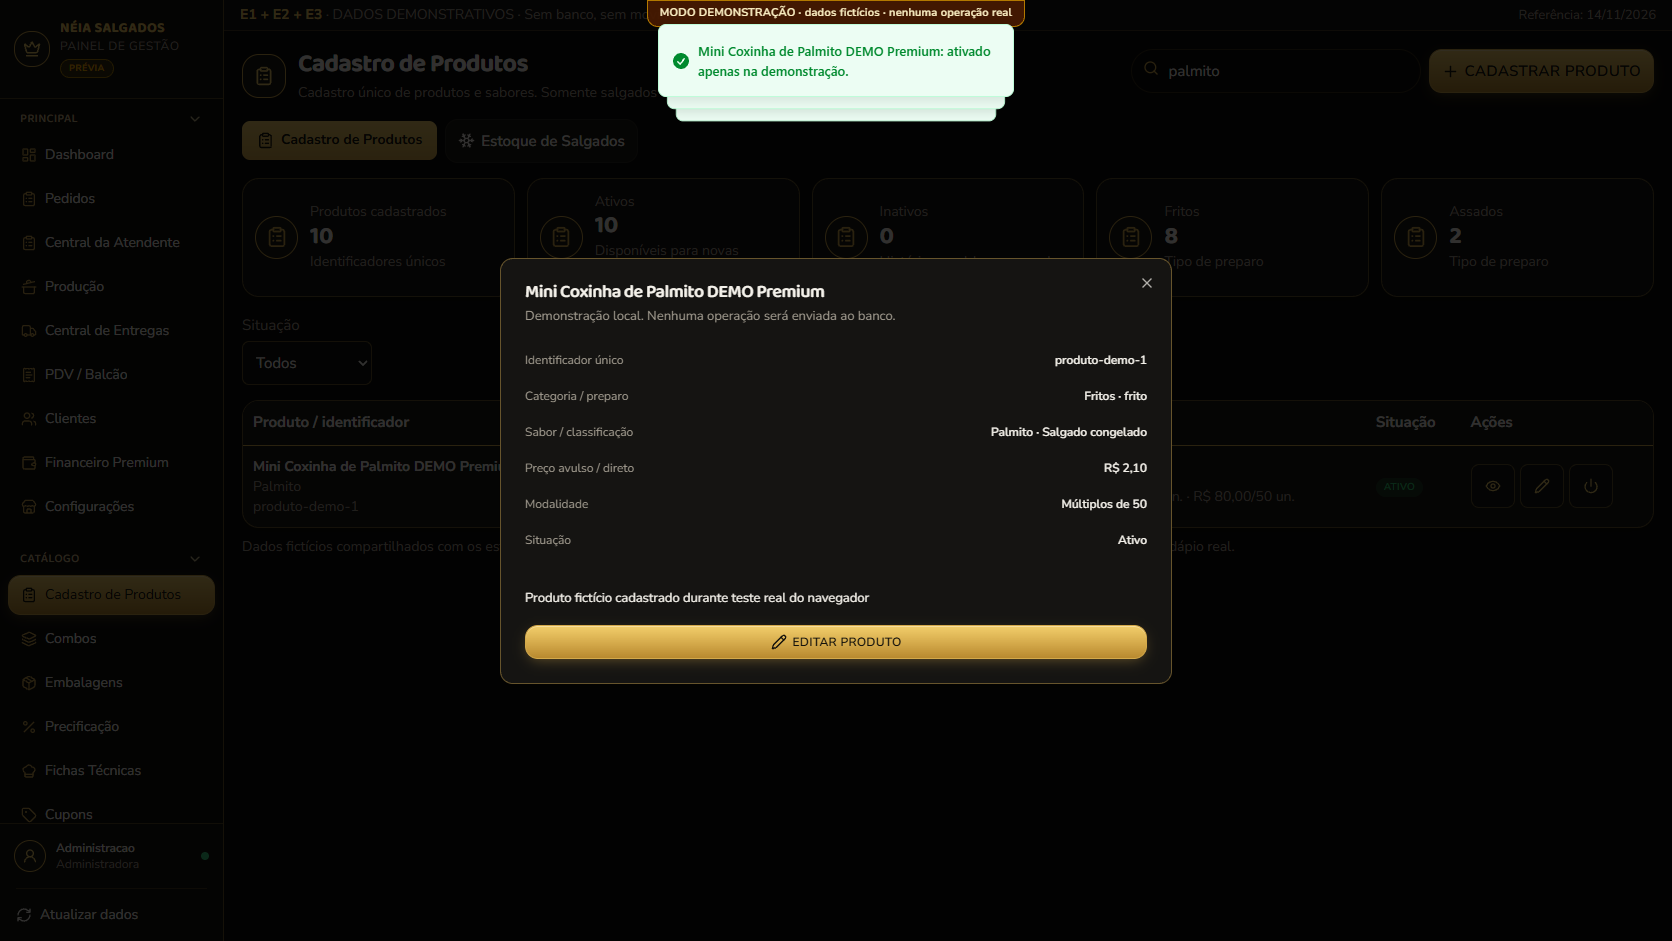 NÉIA SALGADOS
PAINEL DE GESTÃO
PRÉVIA
PRINCIPAL
Dashboard
Pedidos
Central da Atendente
Produção
Central de Entregas
PDV / Balcão
Clientes
Financeiro Premium
Configurações
CATÁLOGO
Cadastro de Produtos
Combos
Embalagens
Precificação
Fichas Técnicas
Cupons
Administracao
Administradora
Atualizar dados
E1 + E2 + E3 · DADOS DEMONSTRATIVOS · Sem banco, sem mo
MODO DEMONSTRAÇÃO · dados fictícios · nenhuma operação real
Referência: 14/11/2026
Mini Coxinha de Palmito DEMO Premium: ativado
apenas na demonstração.
Cadastro de Produtos
Cadastro único de produtos e sabores. Somente salgados
palmito
+ CADASTRAR PRODUTO
Cadastro de Produtos
Estoque de Salgados
Produtos cadastrados
10
Identificadores únicos
Ativos
10
Disponíveis para novas
Inativos
0
Fritos
8
Tipo de preparo
Assados
2
Tipo de preparo
Situação
Todos
Produto / identificador
Situação
Ações
Mini Coxinha de Palmito DEMO Premi
Palmito
produto-demo-1
n. · R$ 80,00/50 un.
ATIVO
Dados fictícios compartilhados com os es
dápio real.
Mini Coxinha de Palmito DEMO Premium
Demonstração local. Nenhuma operação será enviada ao banco.
Identificador único produto-demo-1
Categoria / preparo Fritos · frito
Sabor / classificação Palmito · Salgado congelado
Preço avulso / direto R$ 2,10
Modalidade Múltiplos de 50
Situação Ativo
Produto fictício cadastrado durante teste real do navegador
EDITAR PRODUTO